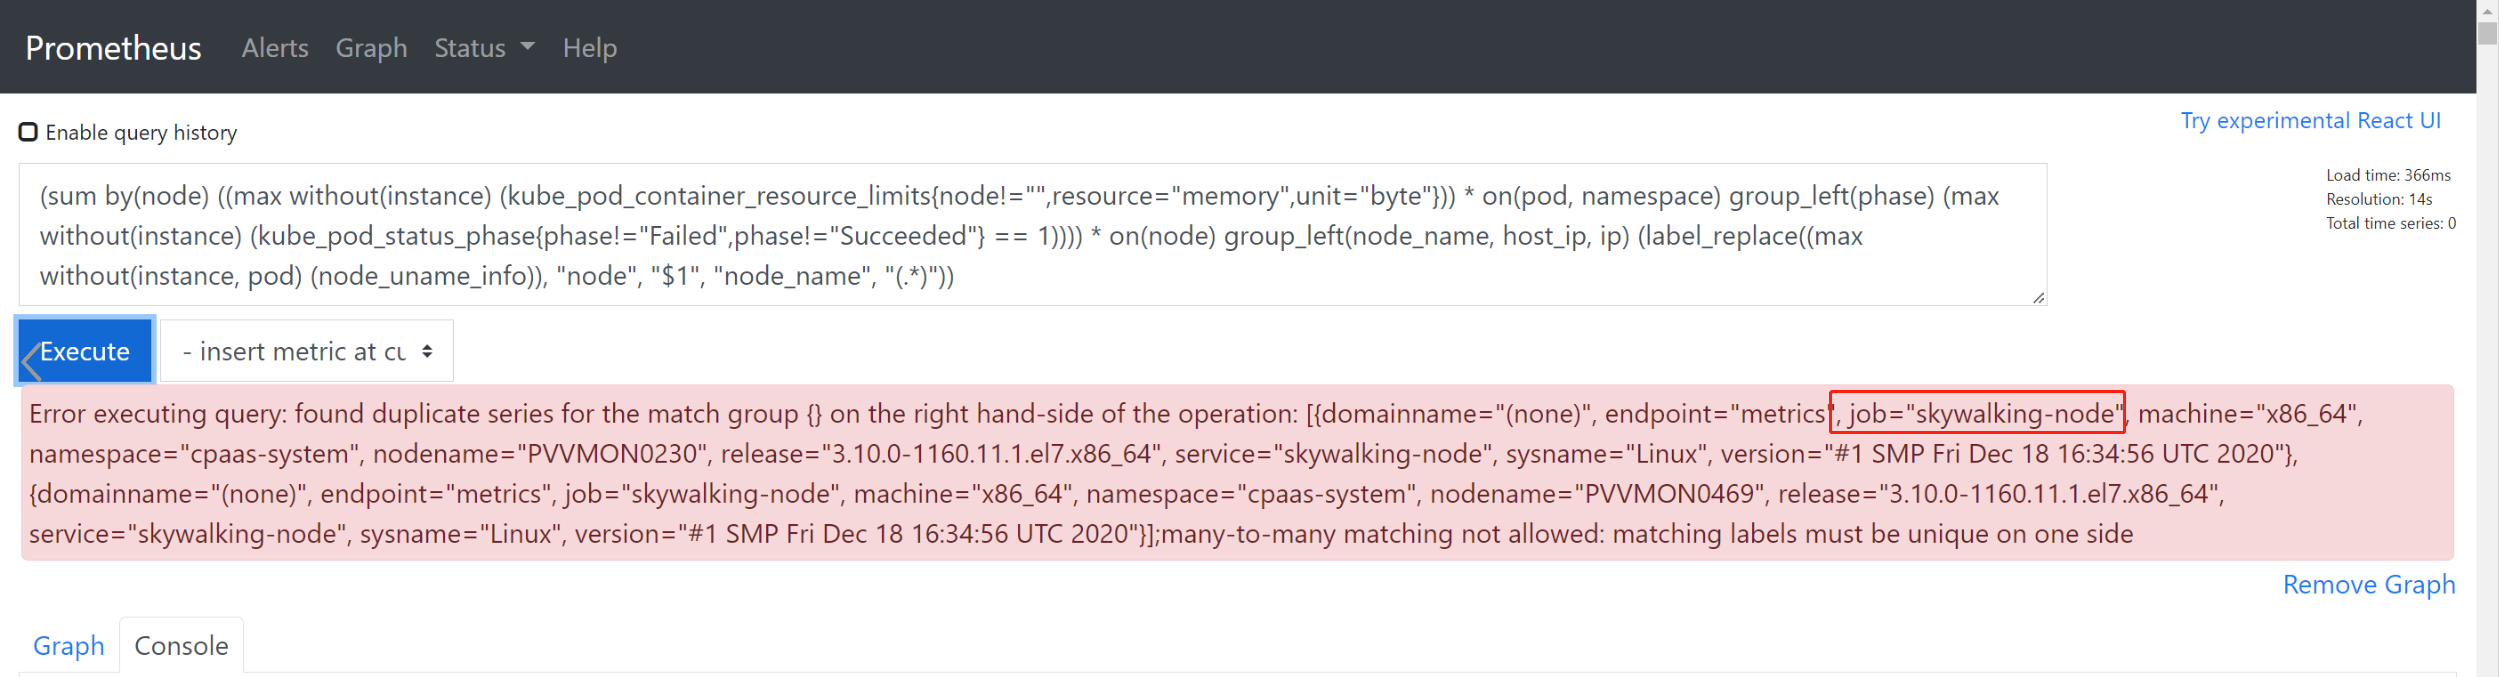 Prometheus Alerts Graph Status Help
Enable query history
Try experimental React UI
(sum by(node) ((max without(instance) (kube_pod_container_resource_limits{node!="",resource="memory",unit="byte"})) * on(pod, namespace) group_left(phase) (max
without(instance) (kube_pod_status_phase{phase!="Failed",phase!="Succeeded"} == 1)))) * on(node) group_left(node_name, host_ip, ip) (label_replace((max
without(instance, pod) (node_uname_info)), "node", "$1", "node_name", "(.*)"))
Load time: 366ms
Resolution: 14s
Total time series: 0
Execute
- insert metric at cu
Error executing query: found duplicate series for the match group {} on the right hand-side of the operation: [{domainname="(none)", endpoint="metrics", job="skywalking-node", machine="x86_64",
namespace="cpaas-system", nodename="PVVMON0230", release="3.10.0-1160.11.1.el7.x86_64", service="skywalking-node", sysname="Linux", version="#1 SMP Fri Dec 18 16:34:56 UTC 2020"},
{domainname="(none)", endpoint="metrics", job="skywalking-node", machine="x86_64", namespace="cpaas-system", nodename="PVVMON0469", release="3.10.0-1160.11.1.el7.x86_64",
service="skywalking-node", sysname="Linux", version="#1 SMP Fri Dec 18 16:34:56 UTC 2020"}];many-to-many matching not allowed: matching labels must be unique on one side
Remove Graph
Graph Console